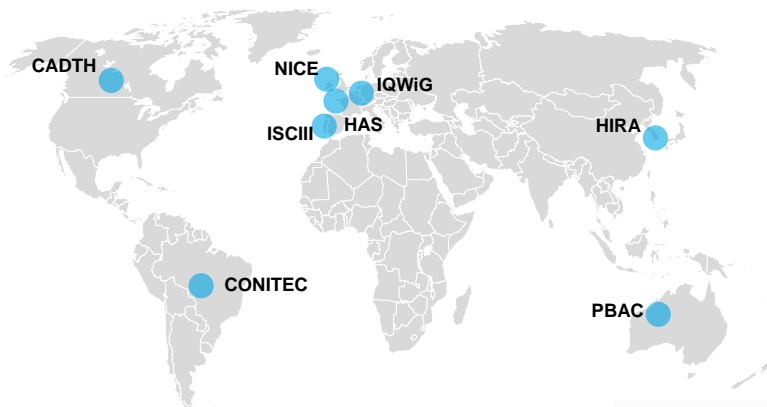 CADTH
NICE
IQWiG
ISCIII
HAS
HIRA
CONITEC
PBAC